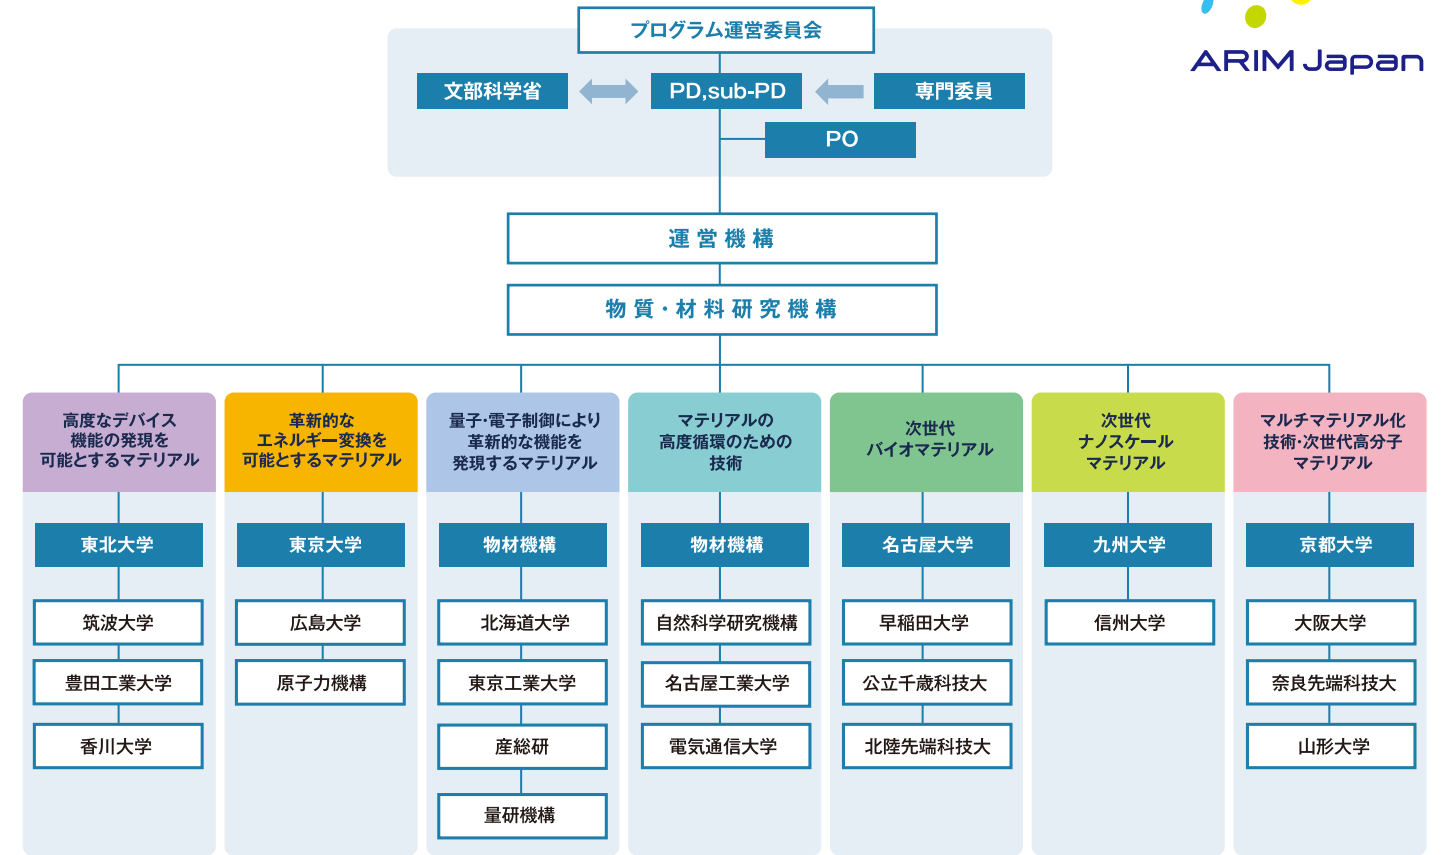 プログラム運営委員会
ARIM Japan
文部科学省
PD,sub-PD
専門委員
PO
運営機構
物質・材料研究機構
高度なデバイス
機能の発現を
可能とするマテリアル
東北大学
筑波大学
豊田工業大学
香川大学
革新的な
エネルギー変換を
可能とするマテリアル
東京大学
広島大学
原子力機構
量子・電子制御により
革新的な機能を
発現するマテリアル
物材機構
北海道大学
東京工業大学
産総研
量研機構
マテリアルの
高度循環のための
技術
物材機構
自然科学研究機構
名古屋工業大学
電気通信大学
次世代
バイオマテリアル
名古屋大学
早稲田大学
公立千歳科技大
北陸先端科技大
次世代
ナノスケール
マテリアル
九州大学
信州大学
マルチマテリアル化
技術・次世代高分子
マテリアル
京都大学
大阪大学
奈良先端科技大
山形大学